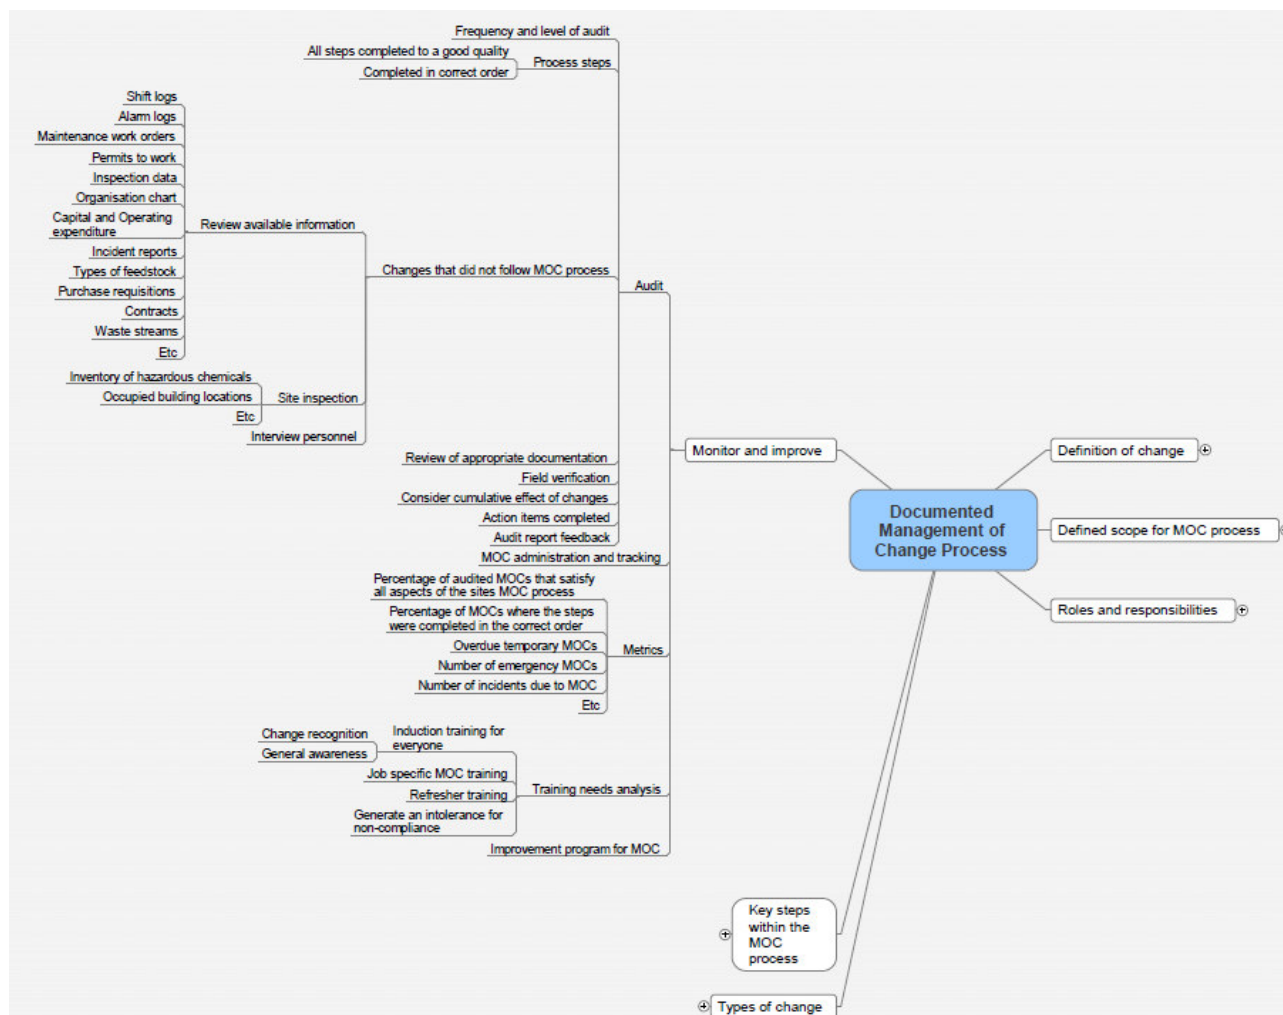 Frequency and level of audit
All steps completed to a good quality
Process steps
Completed in correct order
Shift logs
Alarm logs
Maintenance work orders
Permits to work
Inspection data
Organisation chart
Capital and Operating
expenditure
Review available information
Incident reports
Types of feedstock
Purchase requisitions
Contracts
Waste streams
Etc
Changes that did not follow MOC process
Audit
Inventory of hazardous chemicals
Occupied building locations
Etc
Site inspection
Interview personnel
Review of appropriate documentation
Field verification
Consider cumulative effect of changes
Action items completed
Audit report feedback
MOC administration and tracking
Percentage of audited MOCs that satisfy
all aspects of the sites MOC process
Percentage of MOCs where the steps
were completed in the correct order
Overdue temporary MOCs
Metrics
Number of emergency MOCs
Number of incidents due to MOC
Etc
Change recognition
General awareness
Induction training for
everyone
Job specific MOC training
Refresher training
Training needs analysis
Generate an intolerance for
non-compliance
Improvement program for MOC
Monitor and improve
Documented
Management of
Change Process
Definition of change
Defined scope for MOC process
Roles and responsibilities
Key steps
within the
MOC
process
Types of change